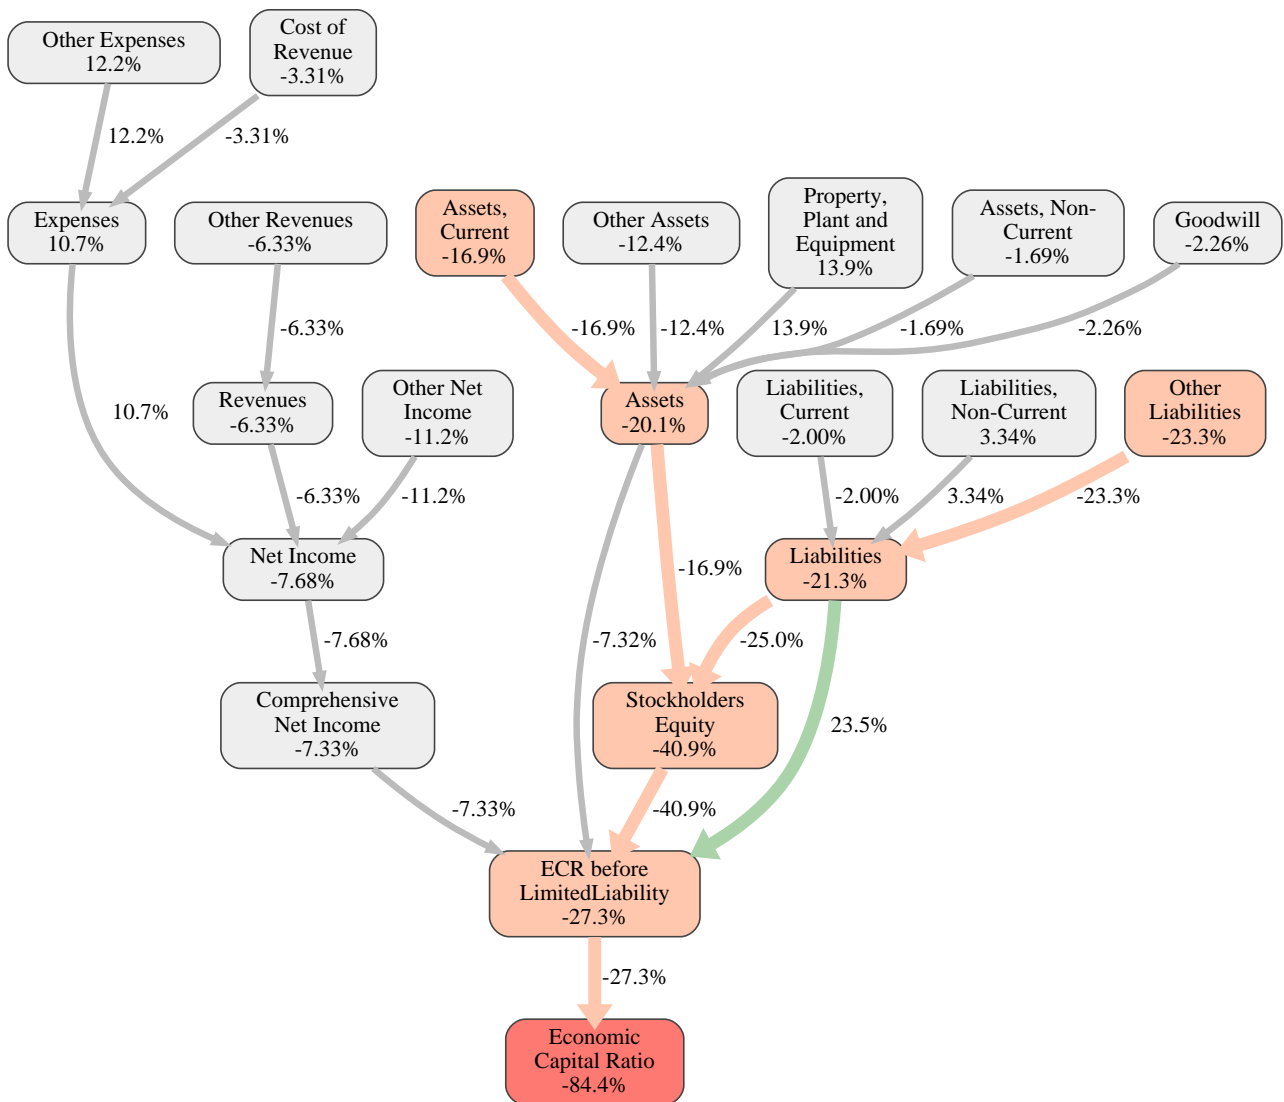 Other Expenses
12.2%
Cost of
Revenue
-3.31%
12.2%
-3.31%
Expenses
10.7%
Other Revenues
-6.33%
Assets,
Current
-16.9%
Other Assets
-12.4%
Property,
Plant and
Equipment
13.9%
Assets, Non-
Current
-1.69%
Goodwill
-2.26%
-6.33%
-16.9%
-12.4%
13.9%
-1.69%
-2.26%
10.7%
Revenues
-6.33%
Other Net
Income
-11.2%
Assets
-20.1%
Liabilities,
Current
-2.00%
Liabilities,
Non-Current
3.34%
Other
Liabilities
-23.3%
-6.33%
-11.2%
-2.00%
3.34%
-23.3%
Net Income
-7.68%
-16.9%
Liabilities
-21.3%
-7.68%
-7.32%
-25.0%
Comprehensive
Net Income
-7.33%
Stockholders
Equity
-40.9%
23.5%
-7.33%
-40.9%
ECR before
LimitedLiability
-27.3%
-27.3%
Economic
Capital Ratio
-84.4%